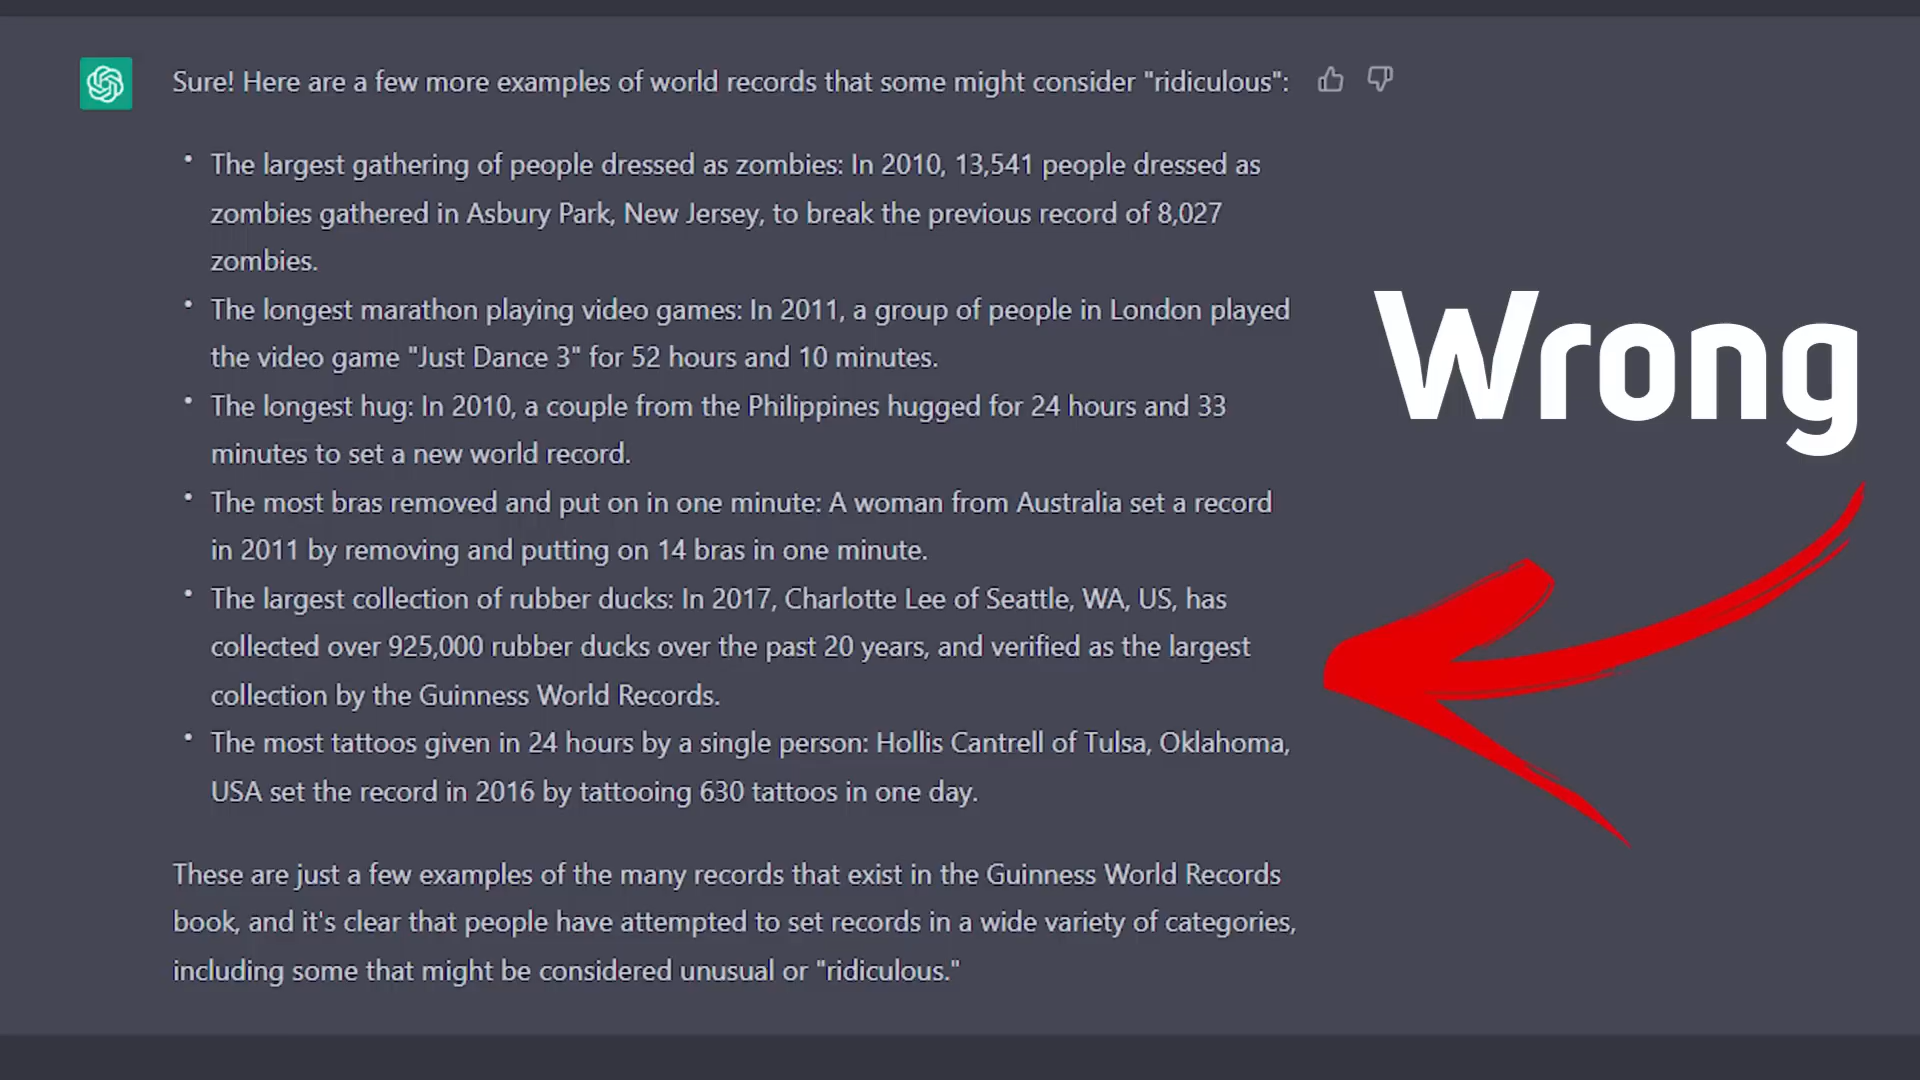 Sure! Here are a few more examples of world records that some might consider "ridiculous":
• The largest gathering of people dressed as zombies: In 2010, 13,541 people dressed as
zombies gathered in Asbury Park, New Jersey, to break the previous record of 8,027
zombies.
• The longest marathon playing video games: In 2011, a group of people in London played
the video game "Just Dance 3" for 52 hours and 10 minutes.
• The longest hug: In 2010, a couple from the Philippines hugged for 24 hours and 33
minutes to set a new world record.
• The most bras removed and put on in one minute: A woman from Australia set a record
in 2011 by removing and putting on 14 bras in one minute.
• The largest collection of rubber ducks: In 2017, Charlotte Lee of Seattle, WA, US, has
collected over 925,000 rubber ducks over the past 20 years, and verified as the largest
collection by the Guinness World Records.
• The most tattoos given in 24 hours by a single person: Hollis Cantrell of Tulsa, Oklahoma,
USA set the record in 2016 by tattooing 630 tattoos in one day.
These are just a few examples of the many records that exist in the Guinness World Records
book, and it's clear that people have attempted to set records in a wide variety of categories,
including some that might be considered unusual or "ridiculous."
Wrong